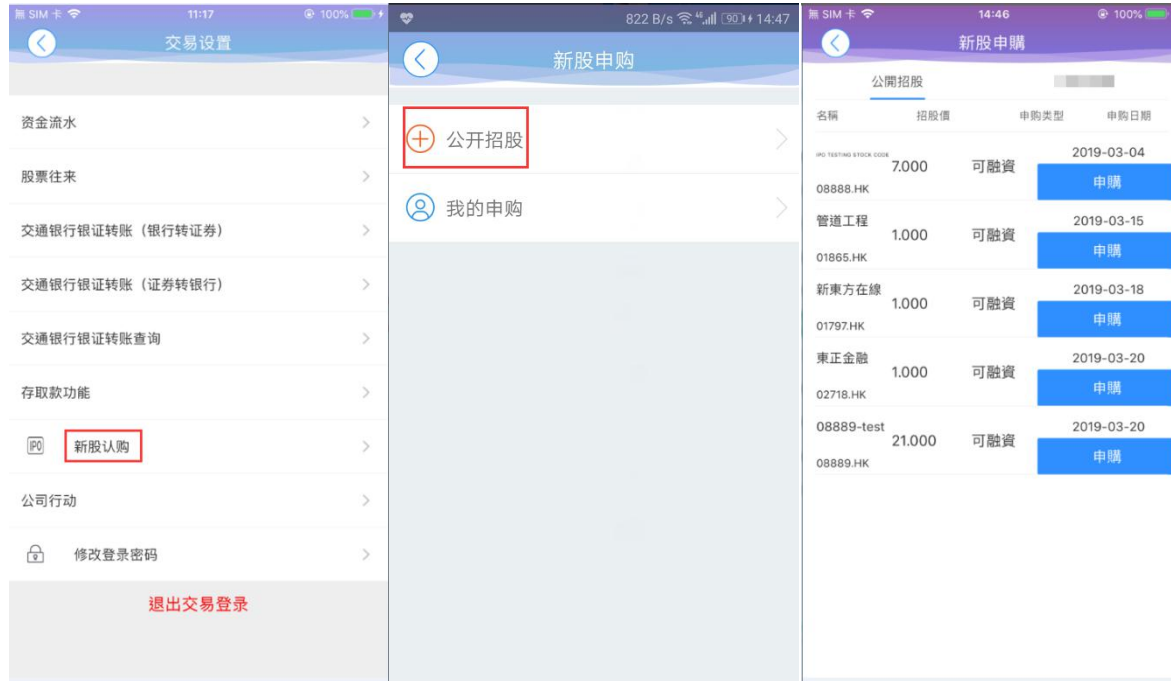 無 SIM 卡 11:17 100%
交易设置
资金流水
股票往来
交通银行银证转账（银行转证券）
交通银行银证转账（证券转银行）
交通银行银证转账查询
存取款功能
IPO 新股认购
公司行动
修改登录密码
退出交易登录
822 B/s 46 90 14:47
新股申购
公开招股
我的申购
無 SIM 卡 14:46 100%
新股申購
公開招股
名稱 招股價 申购类型 申购日期
IPO TESTING STOCK CODE 7.000 可融資 2019-03-04
08888.HK 申購
管道工程 1.000 可融資 2019-03-15
01865.HK 申購
新東方在線 1.000 可融資 2019-03-18
01797.HK 申購
東正金融 1.000 可融資 2019-03-20
02718.HK 申購
08889-test 21.000 可融資 2019-03-20
08889.HK 申購